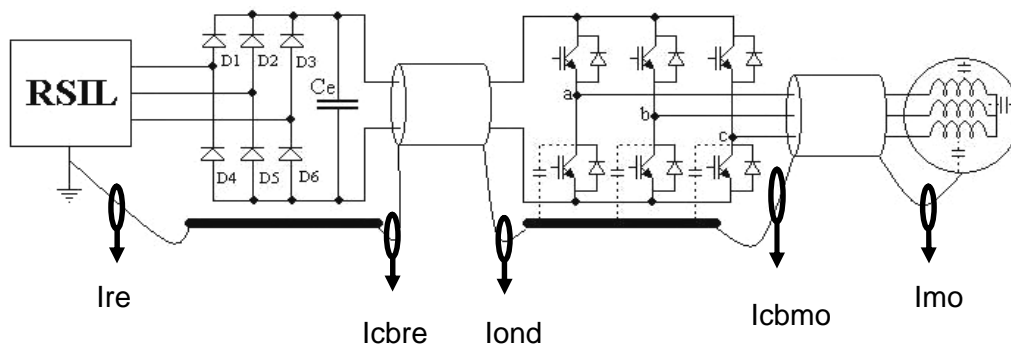 RSIL
D1
D2
D3
Ce
D4
D5
D6
a
b
c
Ire
Icbre
Iond
Icbmo
Imo